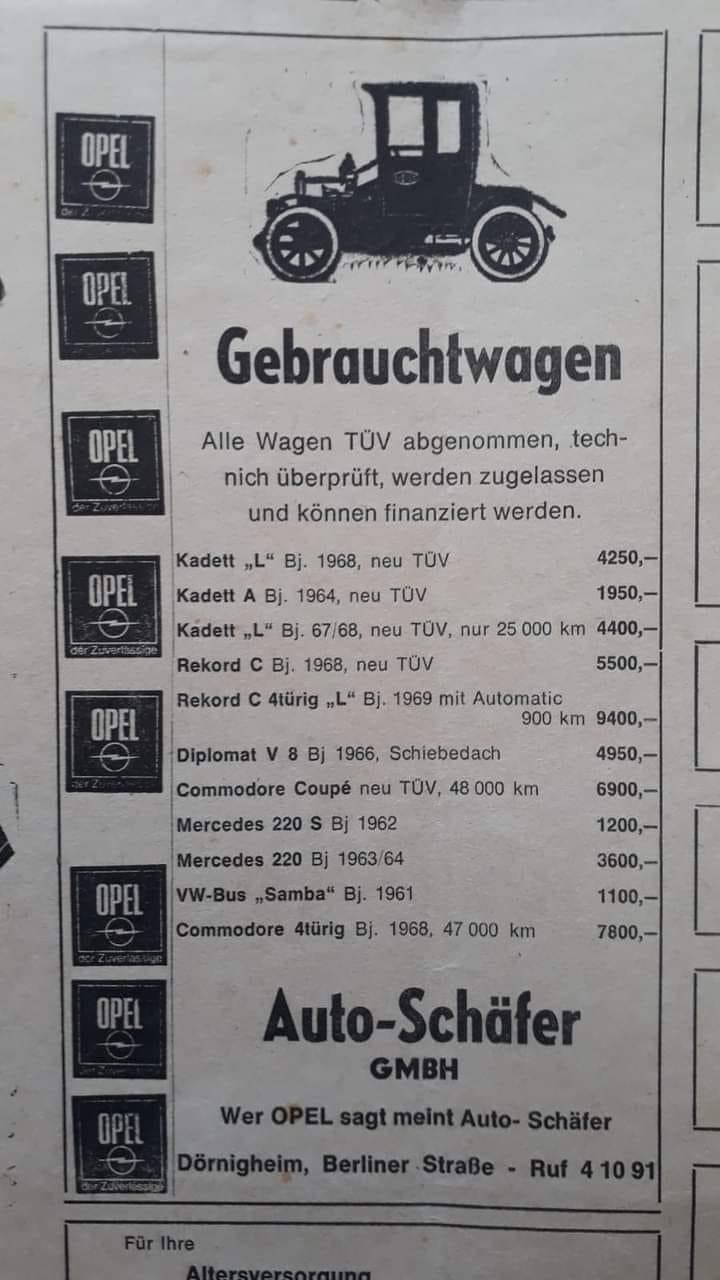 OPEL
OPEL
OPEL
der Zuverlässige
OPEL
der Zuverlässige
OPEL
der Zuverlässige
OPEL
der Zuverlässige
OPEL
der Zuverlässige
OPEL
der Zuverlässige
Gebrauchtwagen
Alle Wagen TÜV abgenommen, tech-
nich überprüft, werden zugelassen
und können finanziert werden.
Kadett „L“ Bj. 1968, neu TÜV 4250,—
Kadett A Bj. 1964, neu TÜV 1950,—
Kadett „L“ Bj. 67/68, neu TÜV, nur 25 000 km 4400,—
Rekord C Bj. 1968, neu TÜV 5500,—
Rekord C 4türig „L“ Bj. 1969 mit Automatic
900 km 9400,—
Diplomat V 8 Bj 1966, Schiebedach 4950,—
Commodore Coupé neu TÜV, 48 000 km 6900,—
Mercedes 220 S Bj 1962 1200,—
Mercedes 220 Bj 1963/64 3600,—
VW-Bus „Samba“ Bj. 1961 1100,—
Commodore 4türig Bj. 1968, 47 000 km 7800,—
Auto-Schäfer
GMBH
Wer OPEL sagt meint Auto- Schäfer
Dörnigheim, Berliner Straße - Ruf 4 10 91
Für Ihre
Altersversorgung